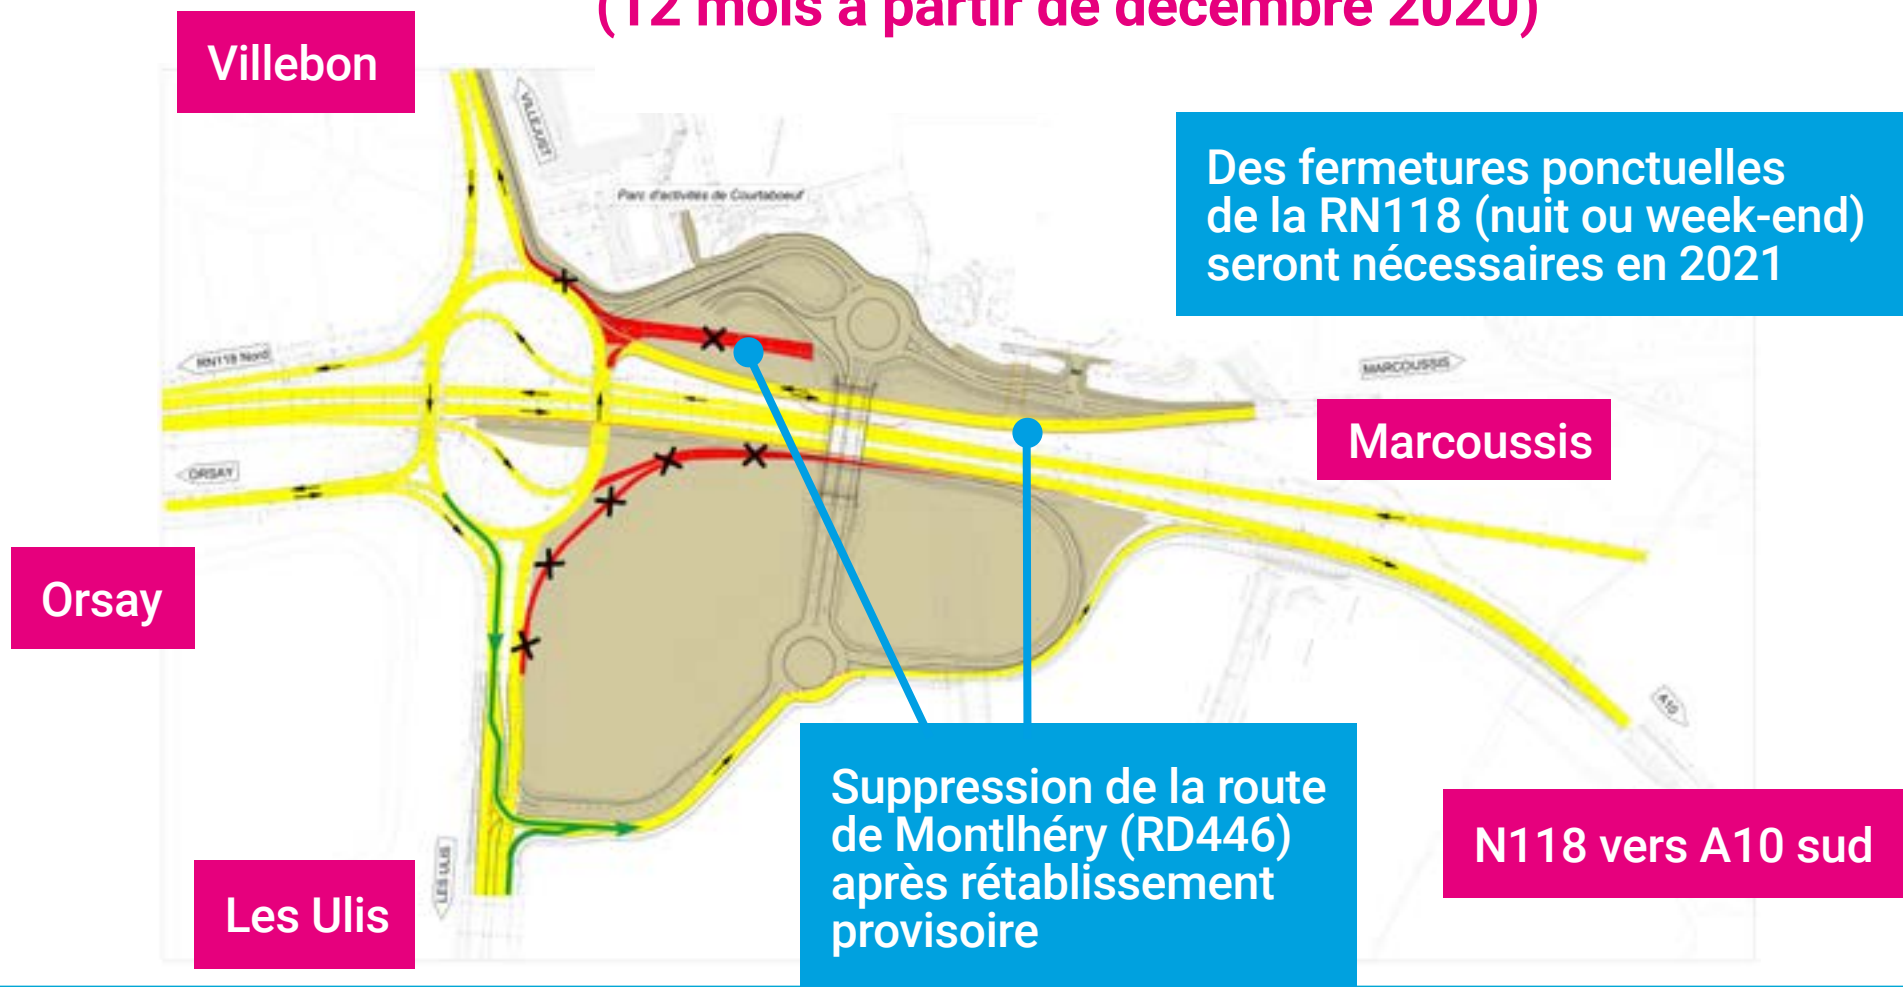 (12 mois à partir de décembre 2020)
Villebon
VILLEJUST
Parc d'activités de Courtaboeuf
Des fermetures ponctuelles
de la RN118 (nuit ou week-end)
seront nécessaires en 2021
RN118 Nord
MARCOUSSIS
Marcoussis
ORSAY
Orsay
A10
Suppression de la route
de Montlhéry (RD446)
après rétablissement
provisoire
N118 vers A10 sud
LES ULIS
Les Ulis